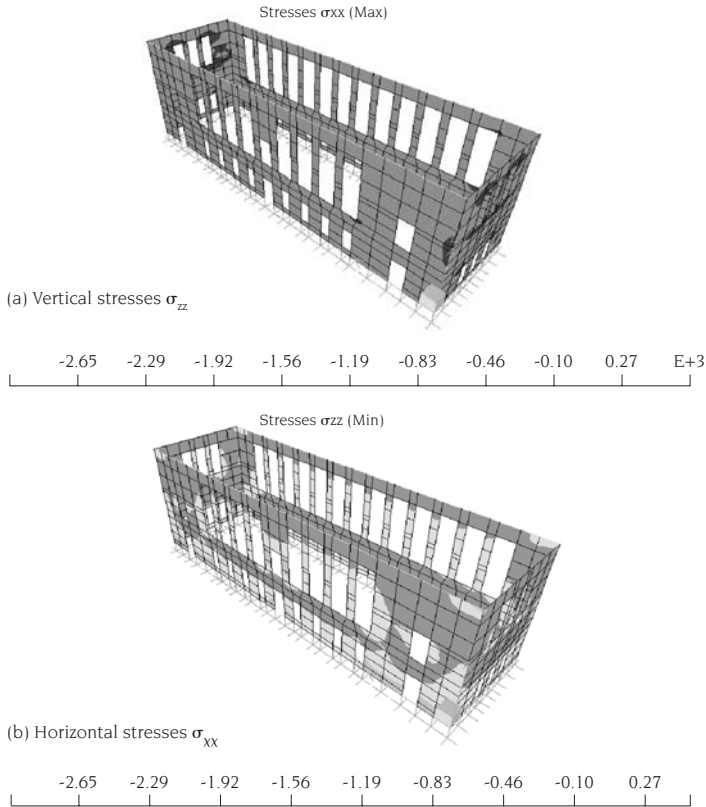 Stresses σxx (Max)
(a) Vertical stresses σzz
-2.65 -2.29 -1.92 -1.56 -1.19 -0.83 -0.46 -0.10 0.27 E+3
Stresses σzz (Min)
(b) Horizontal stresses σxx
-2.65 -2.29 -1.92 -1.56 -1.19 -0.83 -0.46 -0.10 0.27